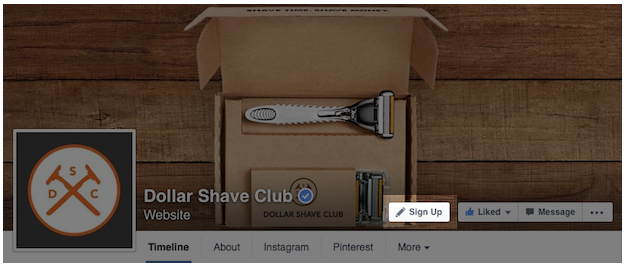 SHAVE TIME. SHAVE MONEY.
DOLLAR SHAVE CLUB
S
D C
Dollar Shave Club
Website
Sign Up
Liked
Message
Timeline
About
Instagram
Pinterest
More